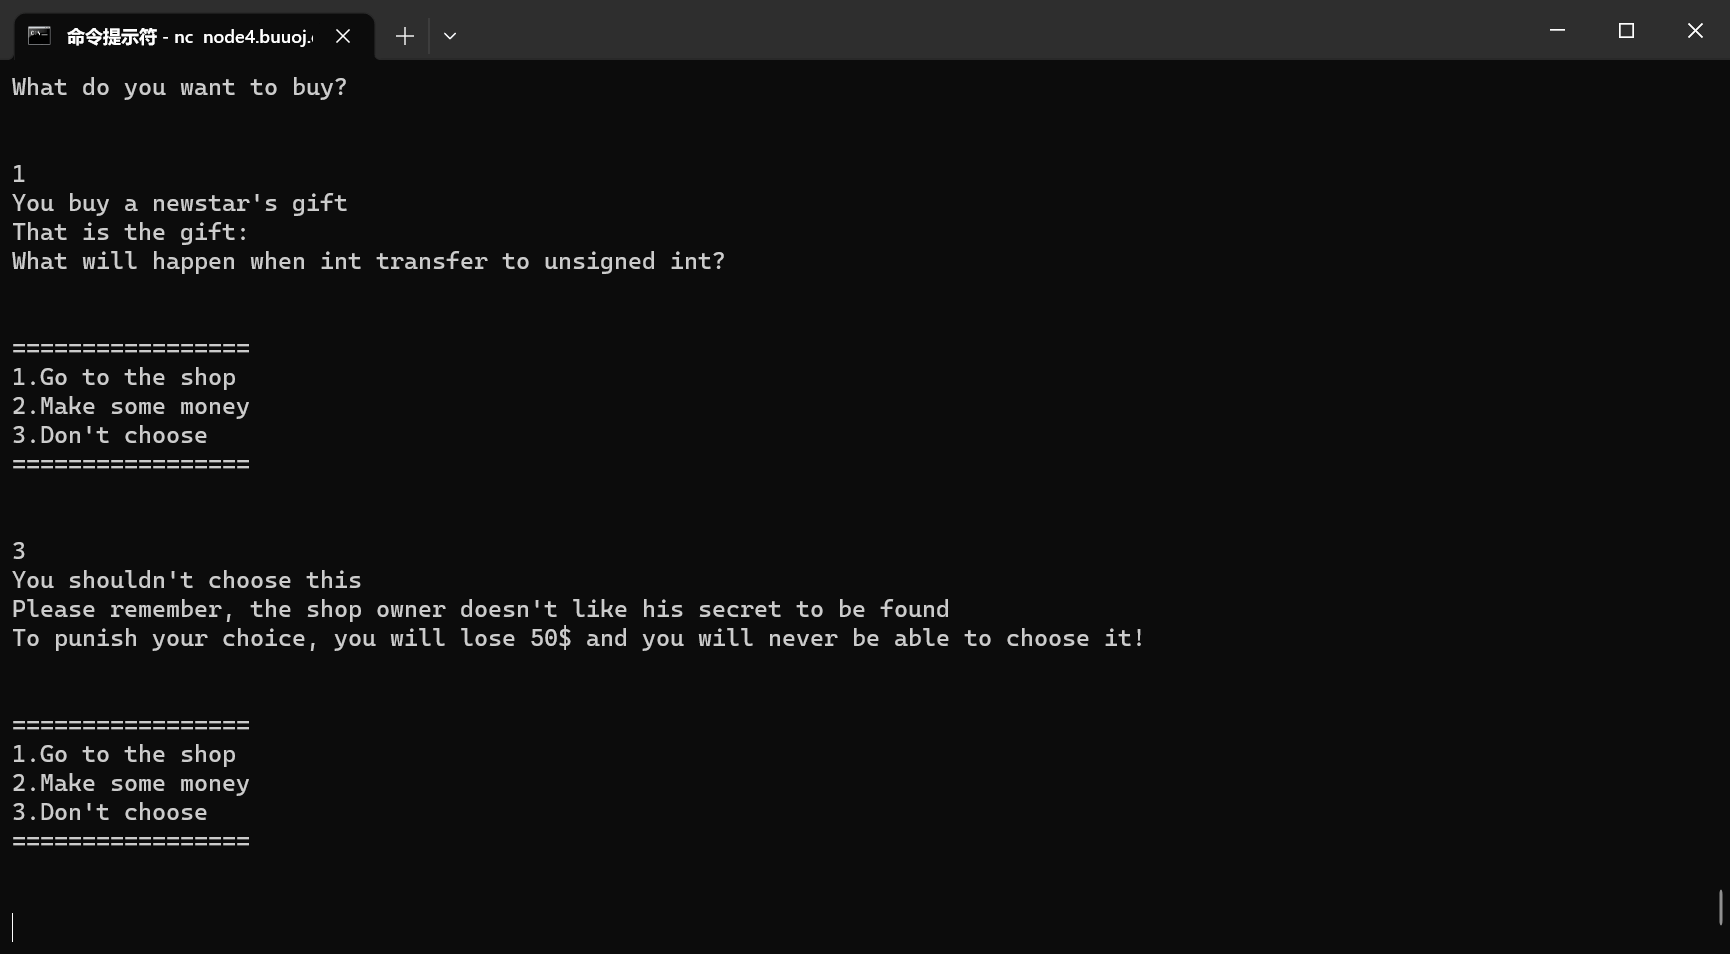 命令提示符 - nc node4.buuoj.
What do you want to buy?
1
You buy a newstar's gift
That is the gift:
What will happen when int transfer to unsigned int?
=================
1.Go to the shop
2.Make some money
3.Don't choose
=================
3
You shouldn't choose this
Please remember, the shop owner doesn't like his secret to be found
To punish your choice, you will lose 50$ and you will never be able to choose it!
=================
1.Go to the shop
2.Make some money
3.Don't choose
=================